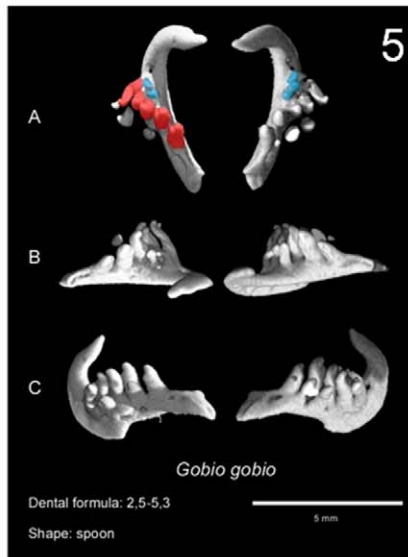 5
A
B
C
Gobio gobio
Dental formula: 2,5-5,3
5 mm
Shape: spoon